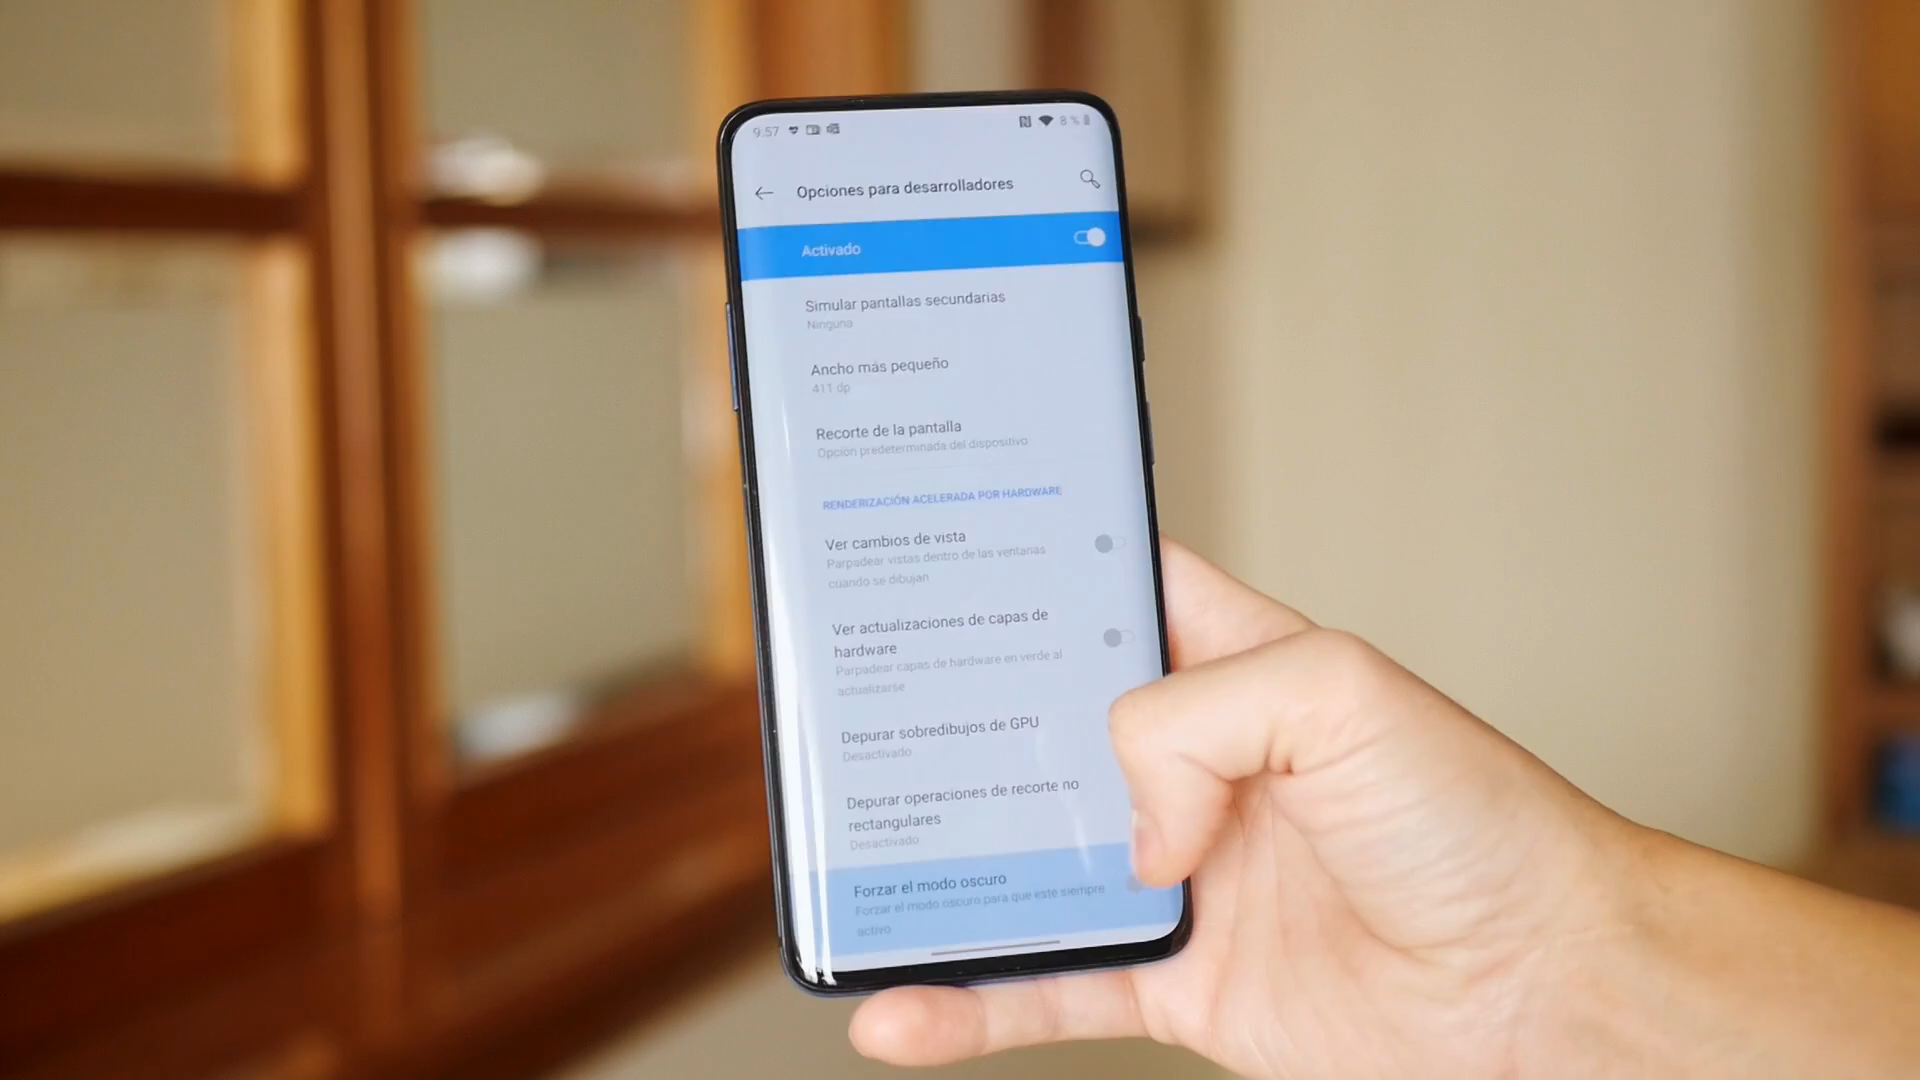 9:57
8 %
Opciones para desarrolladores
Activado
Simular pantallas secundarias
Ninguna
Ancho más pequeño
411 dp
Recorte de la pantalla
Opción predeterminada del dispositivo
RENDERIZACIÓN ACELERADA POR HARDWARE
Ver cambios de vista
Parpadear vistas dentro de las ventanas
cuando se dibujan
Ver actualizaciones de capas de
hardware
Parpadear capas de hardware en verde al
actualizarse
Depurar sobredibujos de GPU
Desactivado
Depurar operaciones de recorte no
rectangulares
Desactivado
Forzar el modo oscuro
Forzar el modo oscuro para que esté siempre
activo